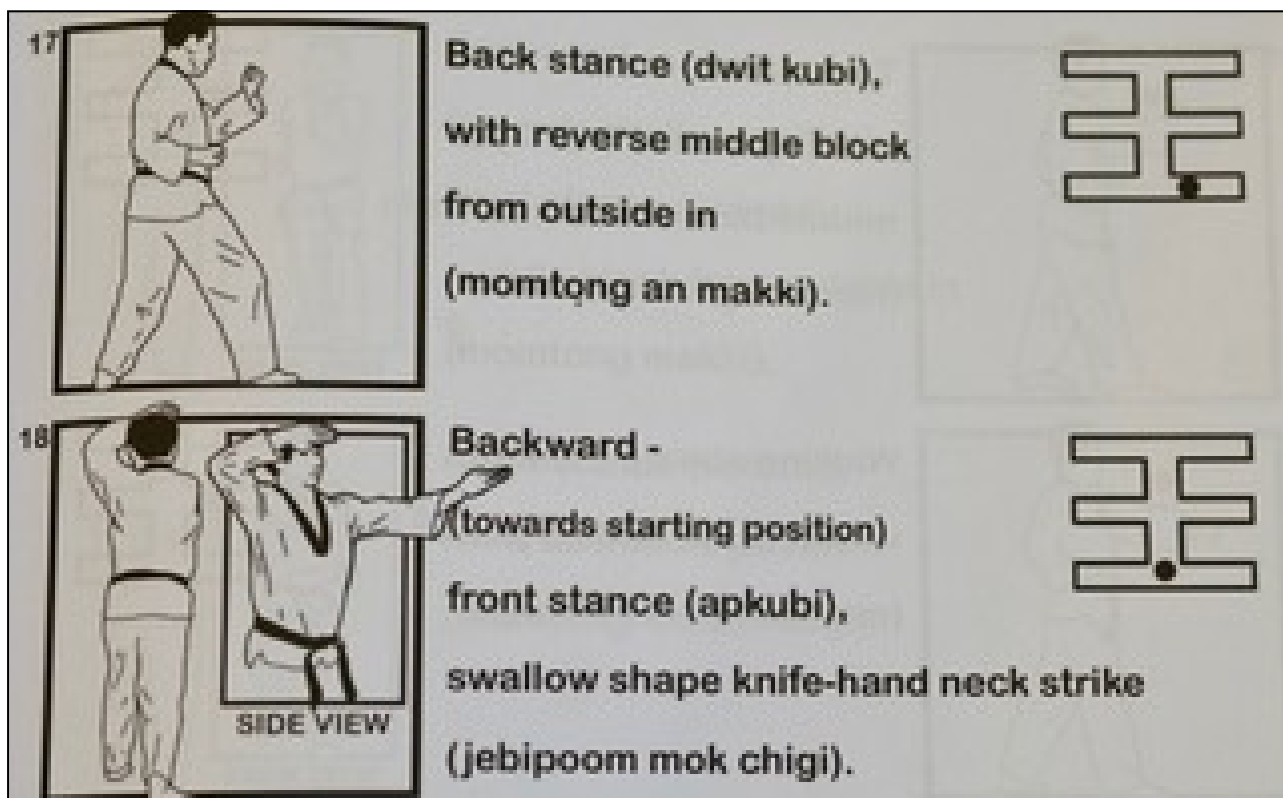 17
Back stance (dwit kubi),
with reverse middle block
from outside in
(momtong an makki).
18
Backward -
(towards starting position)
front stance (apkubi),
swallow shape knife-hand neck strike
SIDE VIEW
(jebipoom mok chigi).